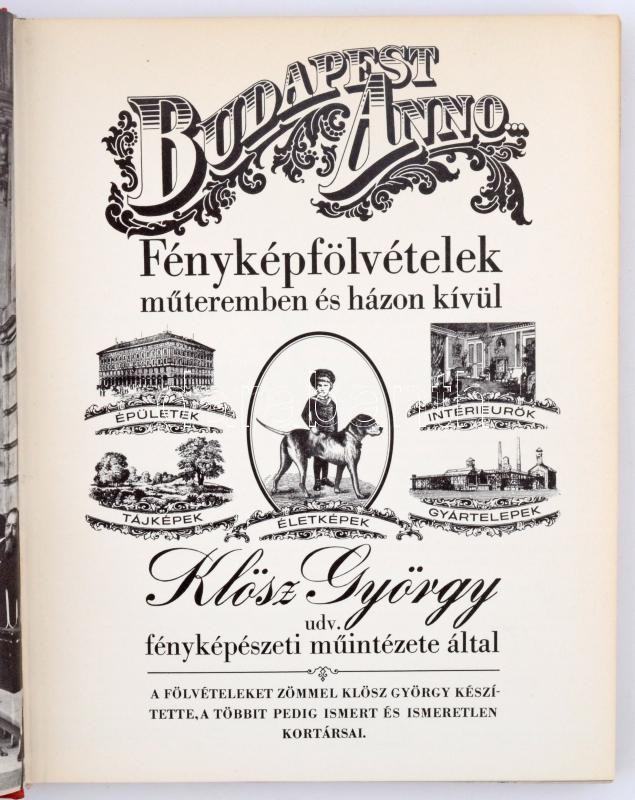 BUDAPEST
ANNO...
Fényképfölvételek
műteremben és házon kívül
ÉPÜLETEK
INTÉRIEURÖK
TÁJKÉPEK
ÉLETKÉPEK
GYÁRTELEPEK
Klösz György
udv.
fényképészeti műintézete által
A FÖLVÉTELEKET ZÖMMEL KLÖSZ GYÖRGY KÉSZÍ-
TETTE, A TÖBBIT PEDIG ISMERT ÉS ISMERETLEN
KORTÁRSAI.